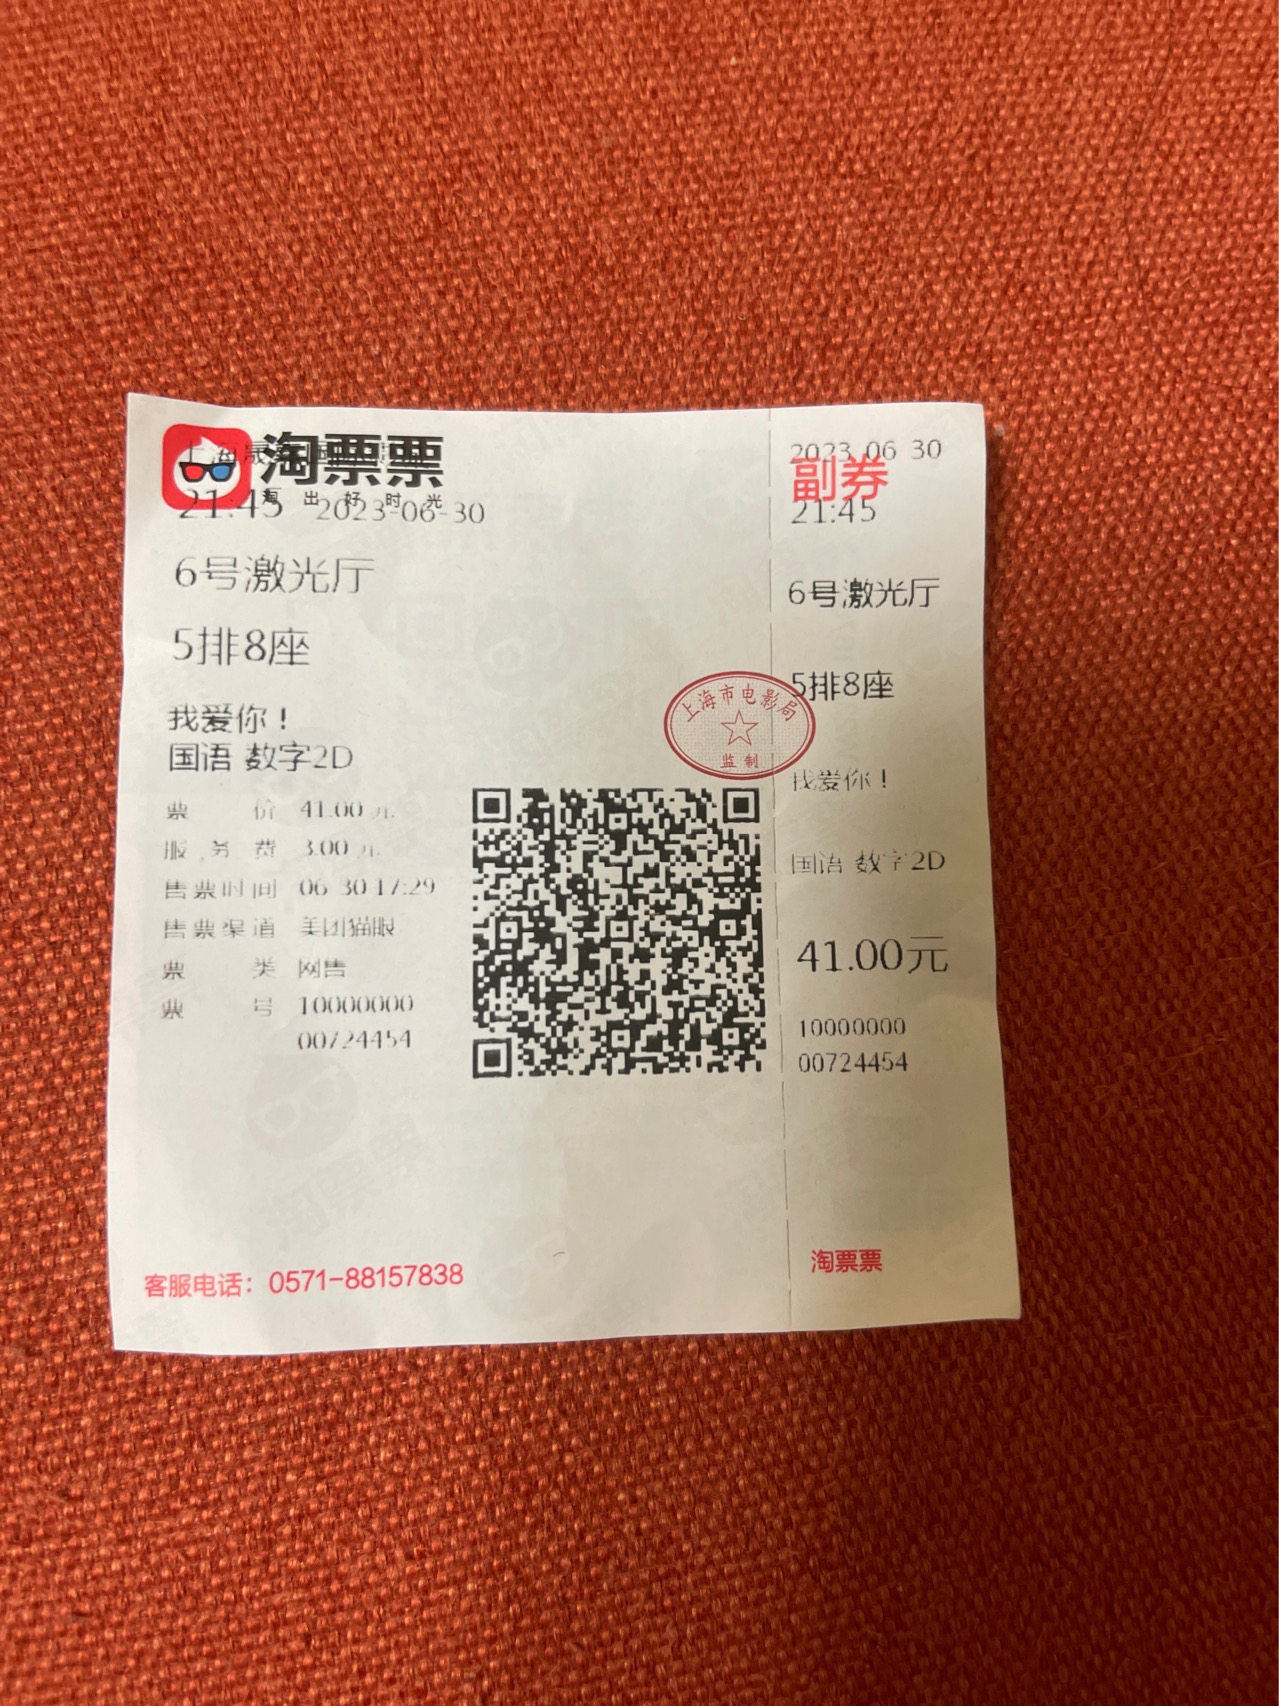 淘票票
淘出好时光
21:45 2023-06-30
6号激光厅
5排8座
我爱你！
国语 数字2D
票价 41.00元
服务费 3.00元
售票时间 06-30 17:29
售票渠道 美团猫眼
票类 网售
票号 10000000
00724454
客服电话：0571-88157838
上海市电影局
监制
2023-06-30
副券
21:45
6号激光厅
5排8座
我爱你！
国语 数字2D
41.00元
10000000
00724454
淘票票